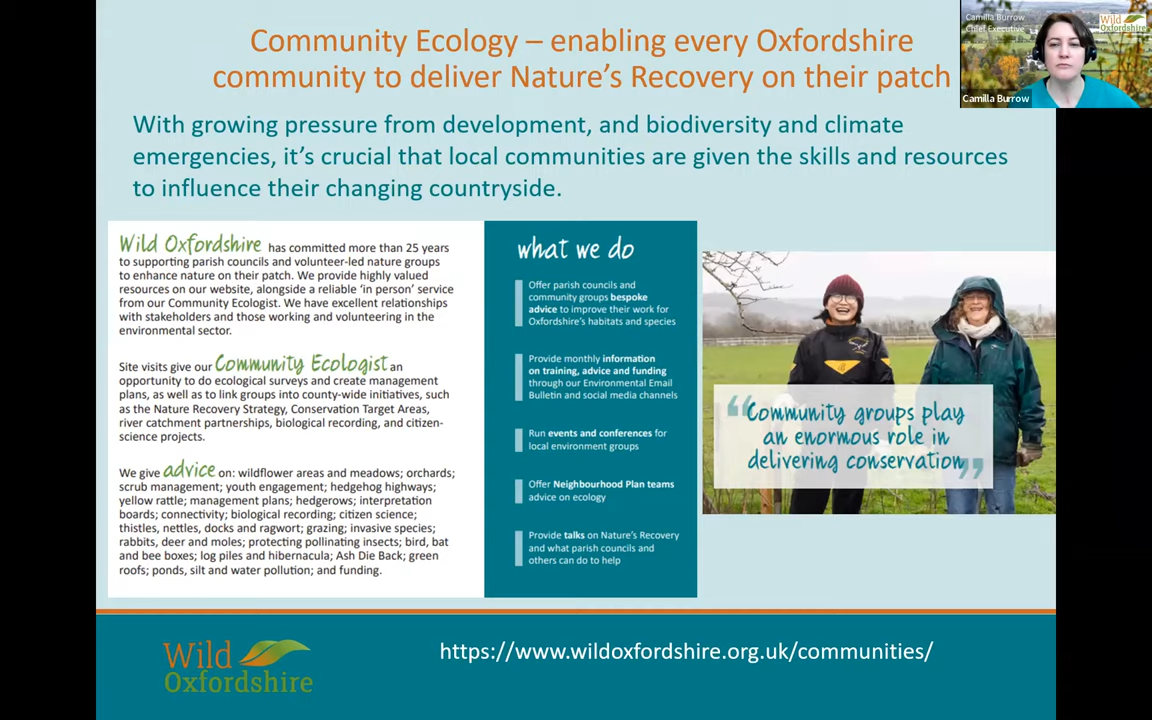 Community Ecology – enabling every Oxfordshire
community to deliver Nature's Recovery on their patch
Camilla Burrow
Chief Executive
Wild
Oxfordshire
Camilla Burrow
With growing pressure from development, and biodiversity and climate
emergencies, it's crucial that local communities are given the skills and resources
to influence their changing countryside.
Wild Oxfordshire has committed more than 25 years
to supporting parish councils and volunteer-led nature groups
to enhance nature on their patch. We provide highly valued
resources on our website, alongside a reliable 'in person' service
from our Community Ecologist. We have excellent relationships
with stakeholders and those working and volunteering in the
environmental sector.
Site visits give our Community Ecologist an
opportunity to do ecological surveys and create management
plans, as well as to link groups into county-wide initiatives, such
as the Nature Recovery Strategy, Conservation Target Areas,
river catchment partnerships, biological recording, and citizen-
science projects.
We give advice on: wildflower areas and meadows; orchards;
scrub management; youth engagement; hedgehog highways;
yellow rattle; management plans; hedgerows; interpretation
boards; connectivity; biological recording; citizen science;
thistles, nettles, docks and ragwort; grazing; invasive species;
rabbits, deer and moles; protecting pollinating insects; bird, bat
and bee boxes; log piles and hibernacula; Ash Die Back; green
roofs; ponds, silt and water pollution; and funding.
what we do
Offer parish councils and
community groups bespoke
advice to improve their work for
Oxfordshire's habitats and species
Provide monthly information
on training, advice and funding
through our Environmental Email
Bulletin and social media channels
Run events and conferences for
local environment groups
Offer Neighbourhood Plan teams
advice on ecology
Provide talks on Nature's Recovery
and what parish councils and
others can do to help
"Community groups play
an enormous role in
delivering conservation"
Wild
Oxfordshire
https://www.wildoxfordshire.org.uk/communities/